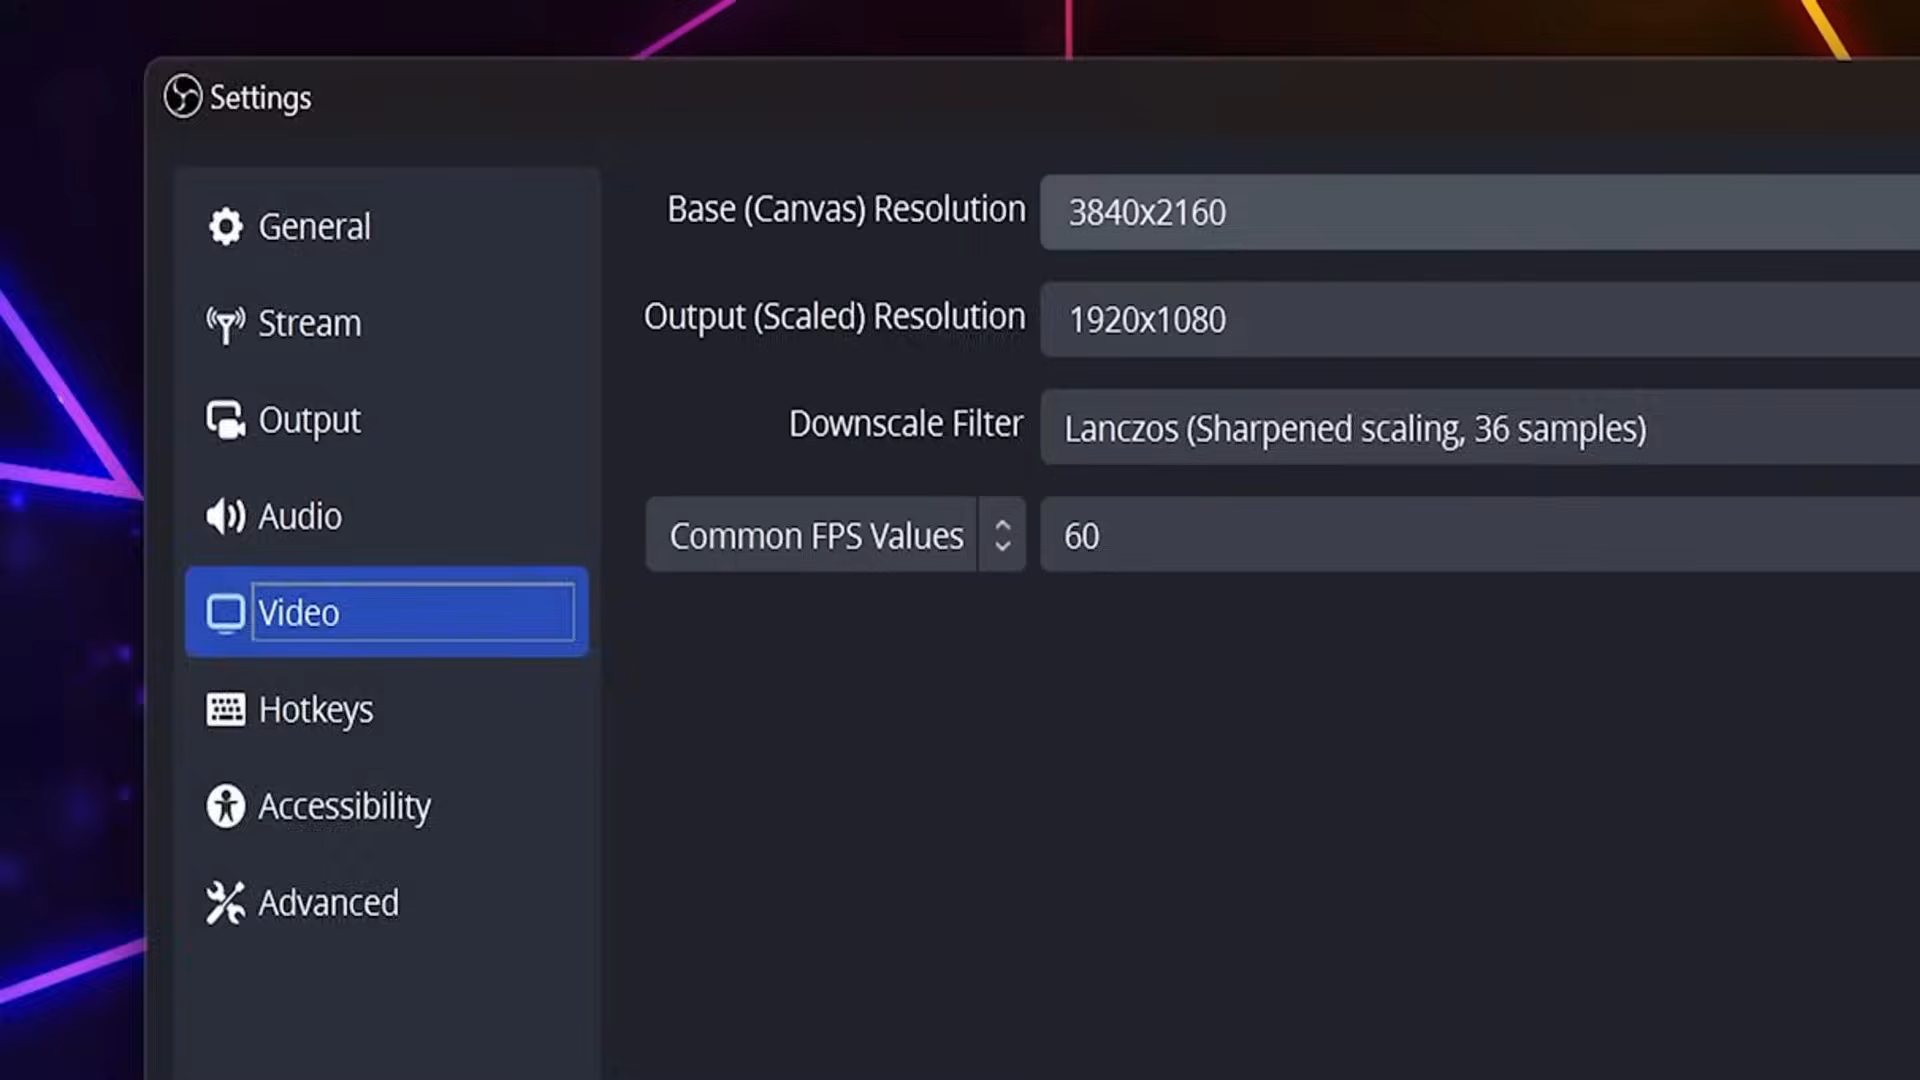 Settings
General
Stream
Output
Audio
Video
Hotkeys
Accessibility
Advanced
Base (Canvas) Resolution 3840x2160
Output (Scaled) Resolution 1920x1080
Downscale Filter Lanczos (Sharpened scaling, 36 samples)
Common FPS Values 60